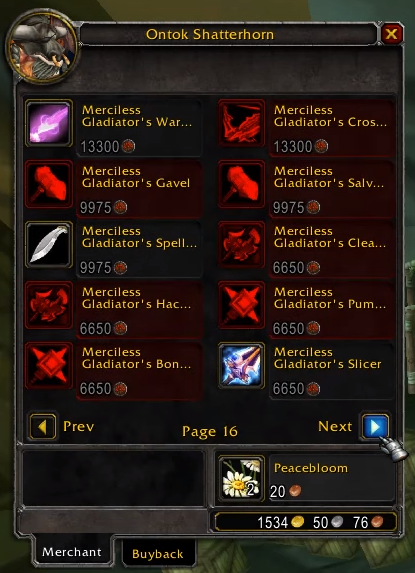 Ontok Shatterhorn
Merciless
Gladiator's War...
13300
Merciless
Gladiator's Cros...
13300
Merciless
Gladiator's Gavel
9975
Merciless
Gladiator's Salv...
9975
Merciless
Gladiator's Spell...
9975
Merciless
Gladiator's Clea...
6650
Merciless
Gladiator's Hac...
6650
Merciless
Gladiator's Pum...
6650
Merciless
Gladiator's Bon...
6650
Merciless
Gladiator's Slicer
6650
Prev
Page 16
Next
2
Peacebloom
20
1534 50 76
Merchant
Buyback